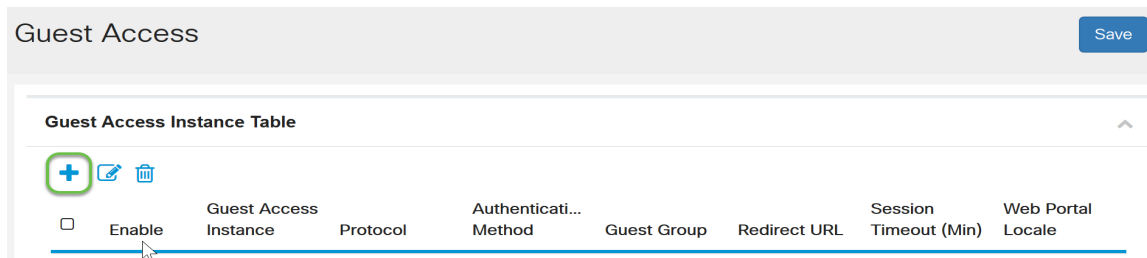 Guest Access
Save
Guest Access Instance Table
Enable
Guest Access
Instance
Protocol
Authenticati...
Method
Guest Group
Redirect URL
Session
Timeout (Min)
Web Portal
Locale